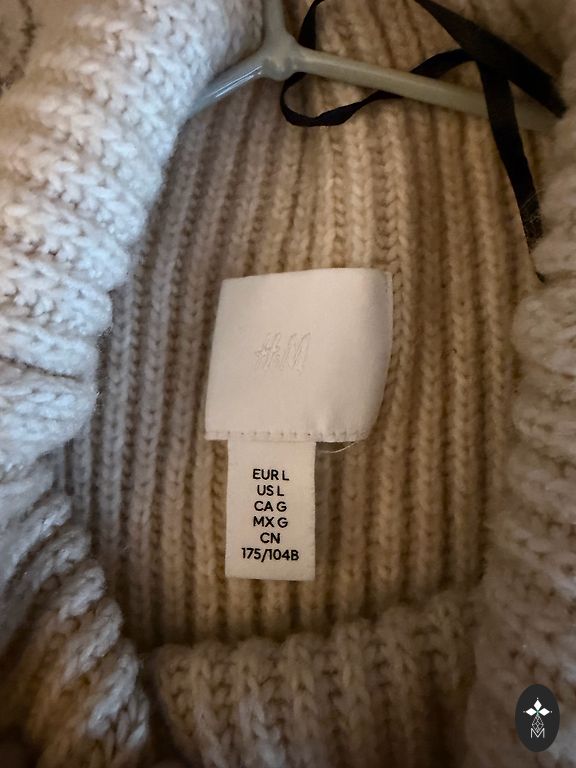 H&M
EUR L
US L
CA G
MX G
CN
175/104B
M